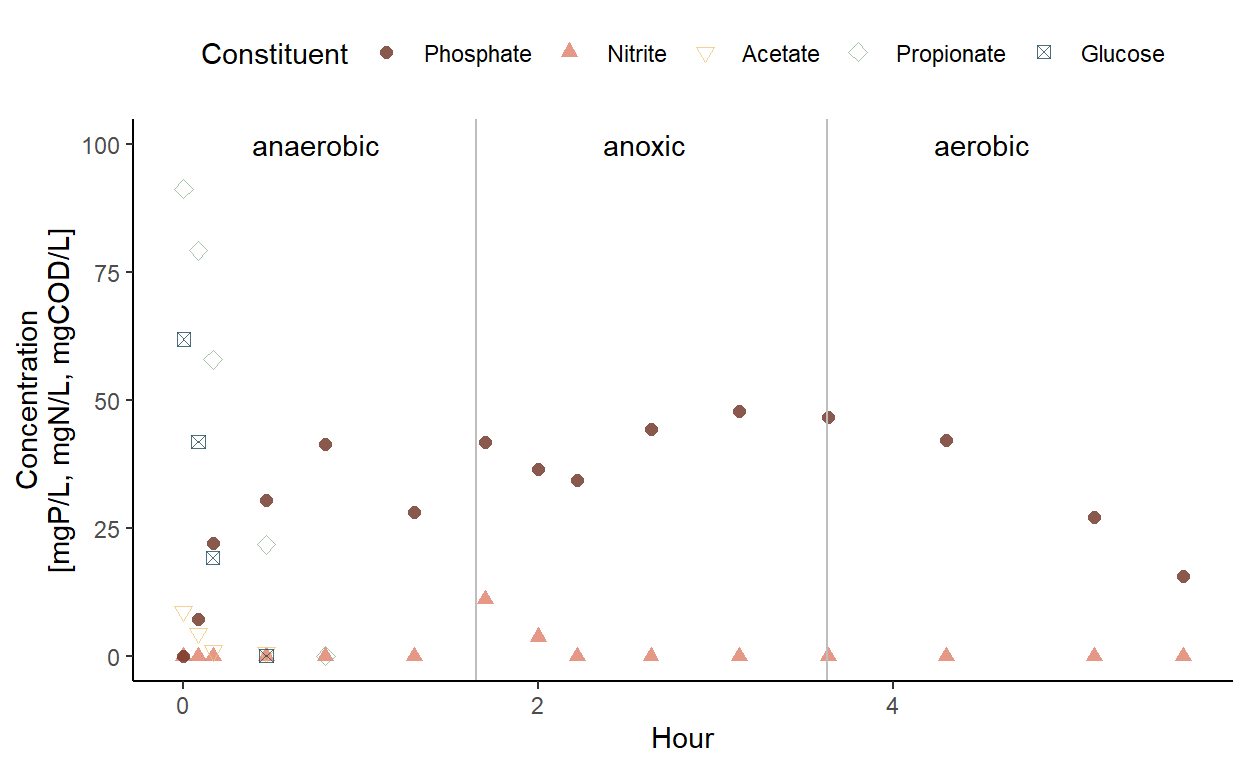 Constituent Phosphate Nitrite Acetate Propionate Glucose
anaerobic anoxic aerobic
100
75
50
25
0
Concentration
[mgP/L, mgN/L, mgCOD/L]
0 2 4
Hour